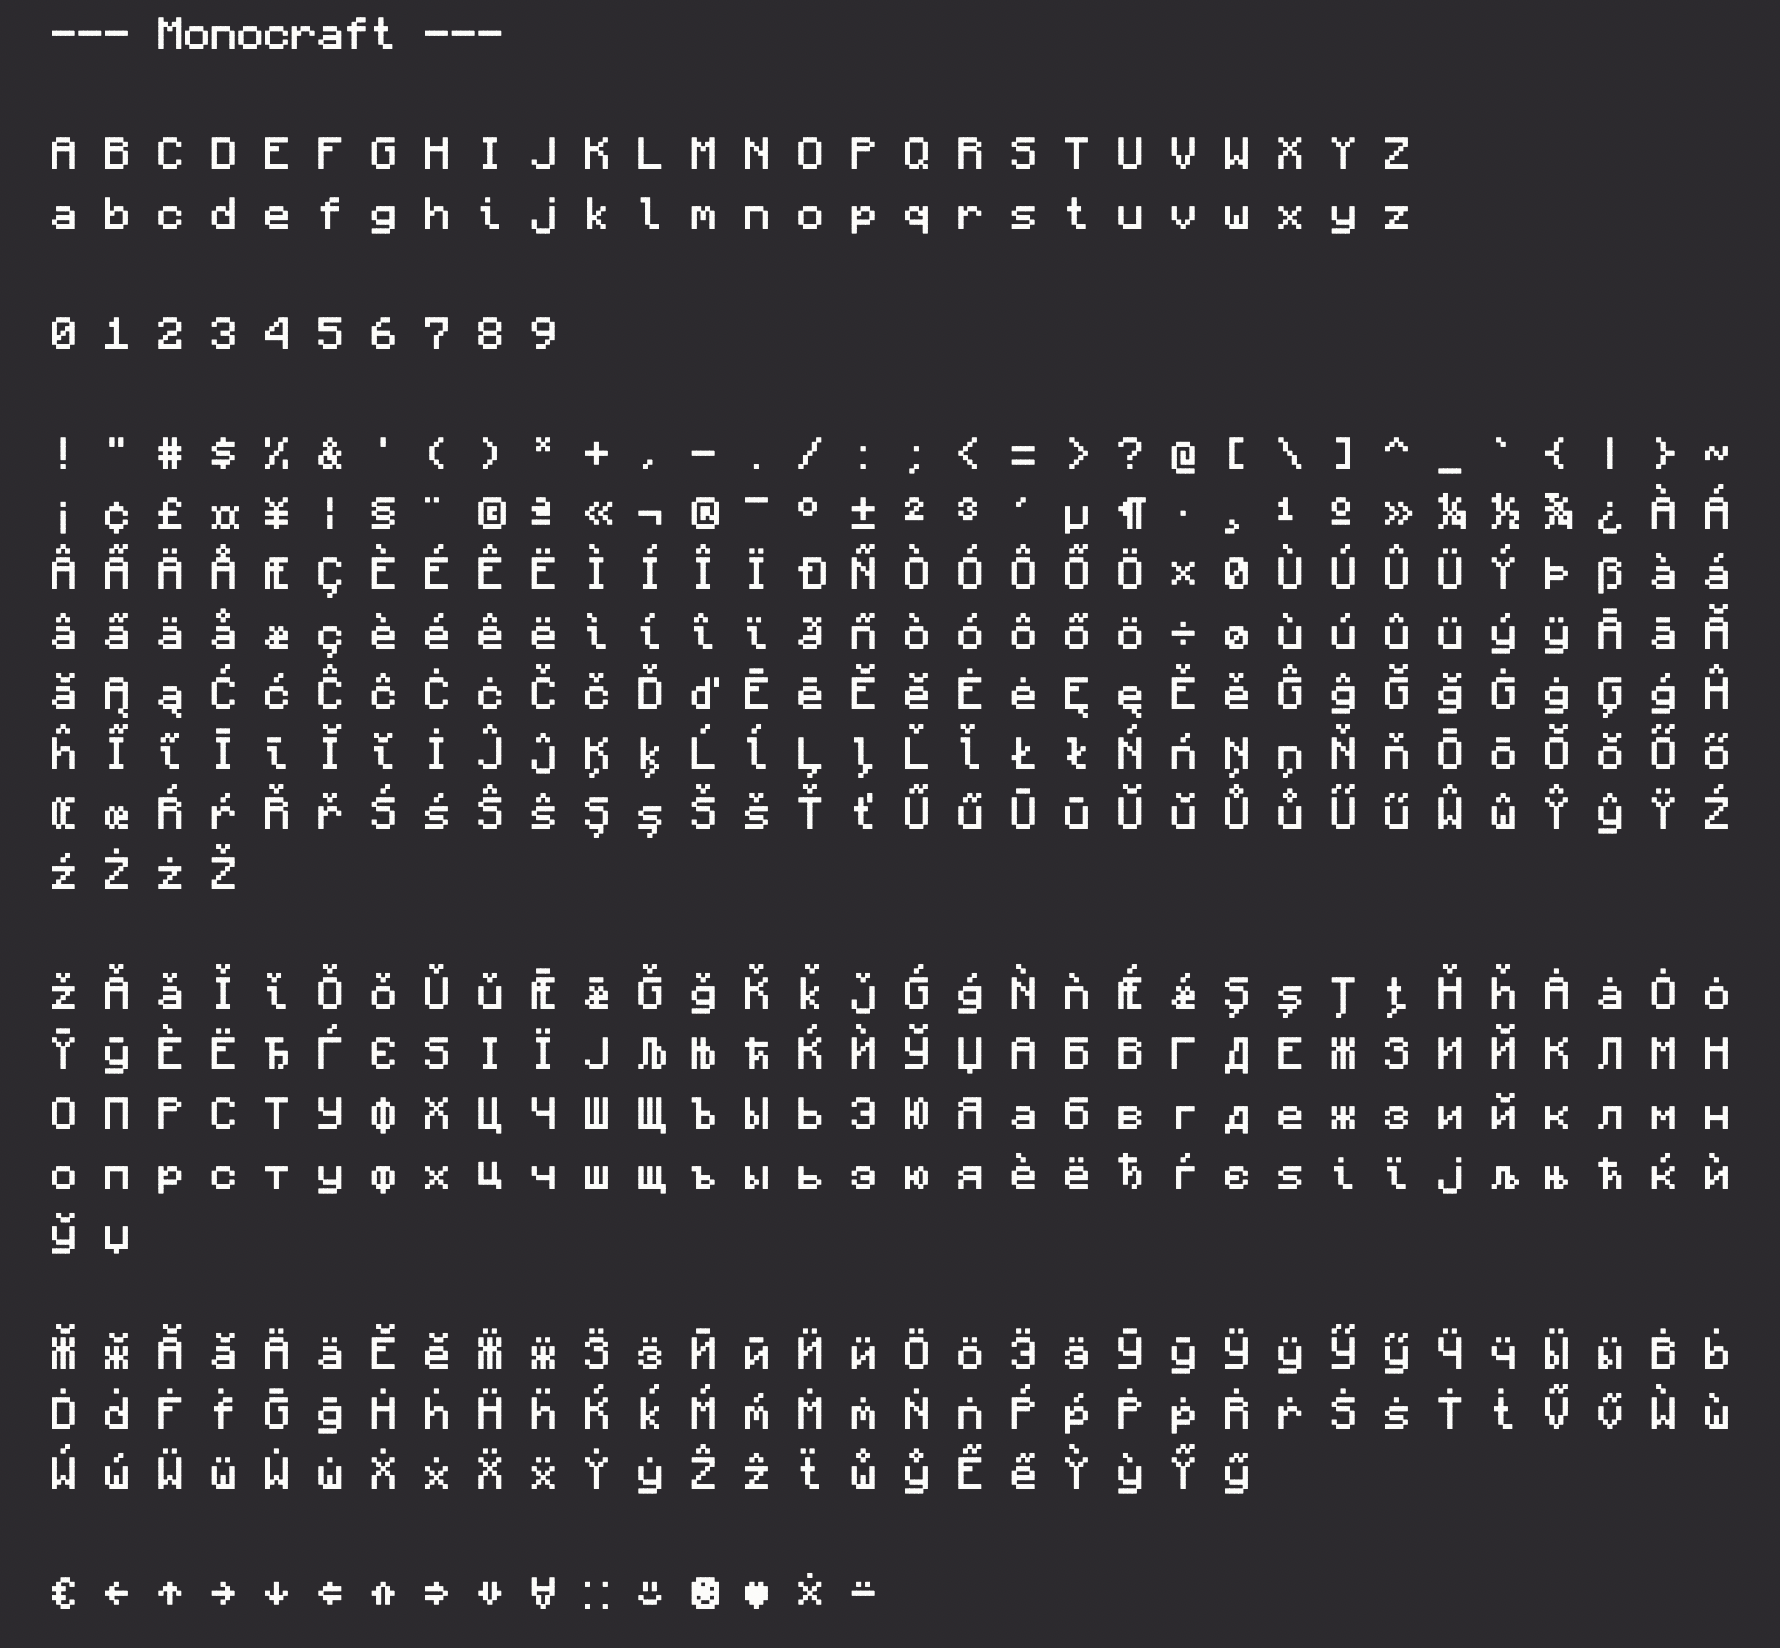 --- Monocraft ---
A B C D E F G H I J K L M N O P Q R S T U V W X Y Z
a b c d e f g h i j k l m n o p q r s t u v w x y z
0 1 2 3 4 5 6 7 8 9
! " # $ % & ' ( ) * + , - . / : ; < = > ? @ [ \ ] ^ _ ` { | } ~
¡ ¢ £ ¤ ¥ ¦ § ¨ © ª « ¬ ® ¯ ° ± ² ³ ´ µ ¶ · ¸ ¹ º » ¼ ½ ¾ ¿ À Á
Â Ã Ä Å Æ Ç È É Ê Ë Ì Í Î Ï Ð Ñ Ò Ó Ô Õ Ö × Ø Ù Ú Û Ü Ý Þ ß à á
â ã ä å æ ç è é ê ë ì í î ï ð ñ ò ó ô õ ö ÷ ø ù ú û ü ý ÿ Ā ā Ă
ă Ą ą Ć ć Ĉ ĉ Ċ ċ Č č Ď ď Ē ē Ĕ ĕ Ė ė Ę ę Ě ě Ĝ ĝ Ğ ğ Ġ ġ Ģ ģ Ĥ
ĥ Ĩ ĩ Ī ī Ĭ ĭ İ Ĵ ĵ Ķ ķ Ĺ ĺ Ļ ļ Ľ ľ Ł ł Ń ń Ņ ņ Ň ň Ō ō Ŏ ŏ Ő ő
Œ œ Ŕ ŕ Ř ř Ś ś Ŝ ŝ Ş ş Š š Ť ť Ũ ũ Ū ū Ŭ ŭ Ů ů Ű ű Ŵ ŵ Ŷ ŷ Ÿ Ź
ź Ż ż Ž
ž Ǎ ǎ Ǐ ǐ Ǒ ǒ Ǔ ǔ Ǣ ǣ Ǧ ǧ Ǩ ǩ ǰ Ǵ ǵ Ǹ ǹ Ǽ ǽ Ș ș Ț ț Ȟ ȟ Ȧ ȧ Ȯ ȯ
Ȳ ȳ Ѐ Ё Ђ Ѓ Є Ѕ І Ї Ј Љ Њ Ћ Ќ Ѝ Ў Џ А Б В Г Д Е Ж З И Й К Л М Н
О П Р С Т У Ф Х Ц Ч Ш Щ Ъ Ы Ь Э Ю Я а б в г д е ж з и й к л м н
о п р с т у ф х ц ч ш щ ъ ы ь э ю я ѐ ё ђ ѓ є ѕ і ї ј љ њ ћ ќ ѝ
ў џ
Ӂ ӂ Ӑ ӑ Ӓ ӓ Ӗ ӗ Ӝ ӝ Ӟ ӟ Ӣ ӣ Ӥ ӥ Ӧ ӧ Ӭ ӭ Ӯ ӯ Ӱ ӱ Ӳ ӳ Ӵ ӵ Ӹ ӹ Ḃ ḃ
Ḋ ḋ Ḟ ḟ Ḡ ḡ Ḣ ḣ Ḧ ḧ Ḱ ḱ Ḿ ḿ Ṁ ṁ Ṅ ṅ Ṕ ṕ Ṗ ṗ Ṙ ṙ Ṡ ṡ Ṫ ṫ Ṽ ṽ Ẁ ẁ
Ẃ ẃ Ẅ ẅ Ẇ ẇ Ẋ ẋ Ẍ ẍ Ẏ ẏ Ẑ ẑ ẗ ẘ ẙ Ẽ ẽ Ỳ ỳ Ỹ ỹ
€ ← ↑ → ↓ ⇐ ⇑ ⇒ ⇓ ∀ ∷